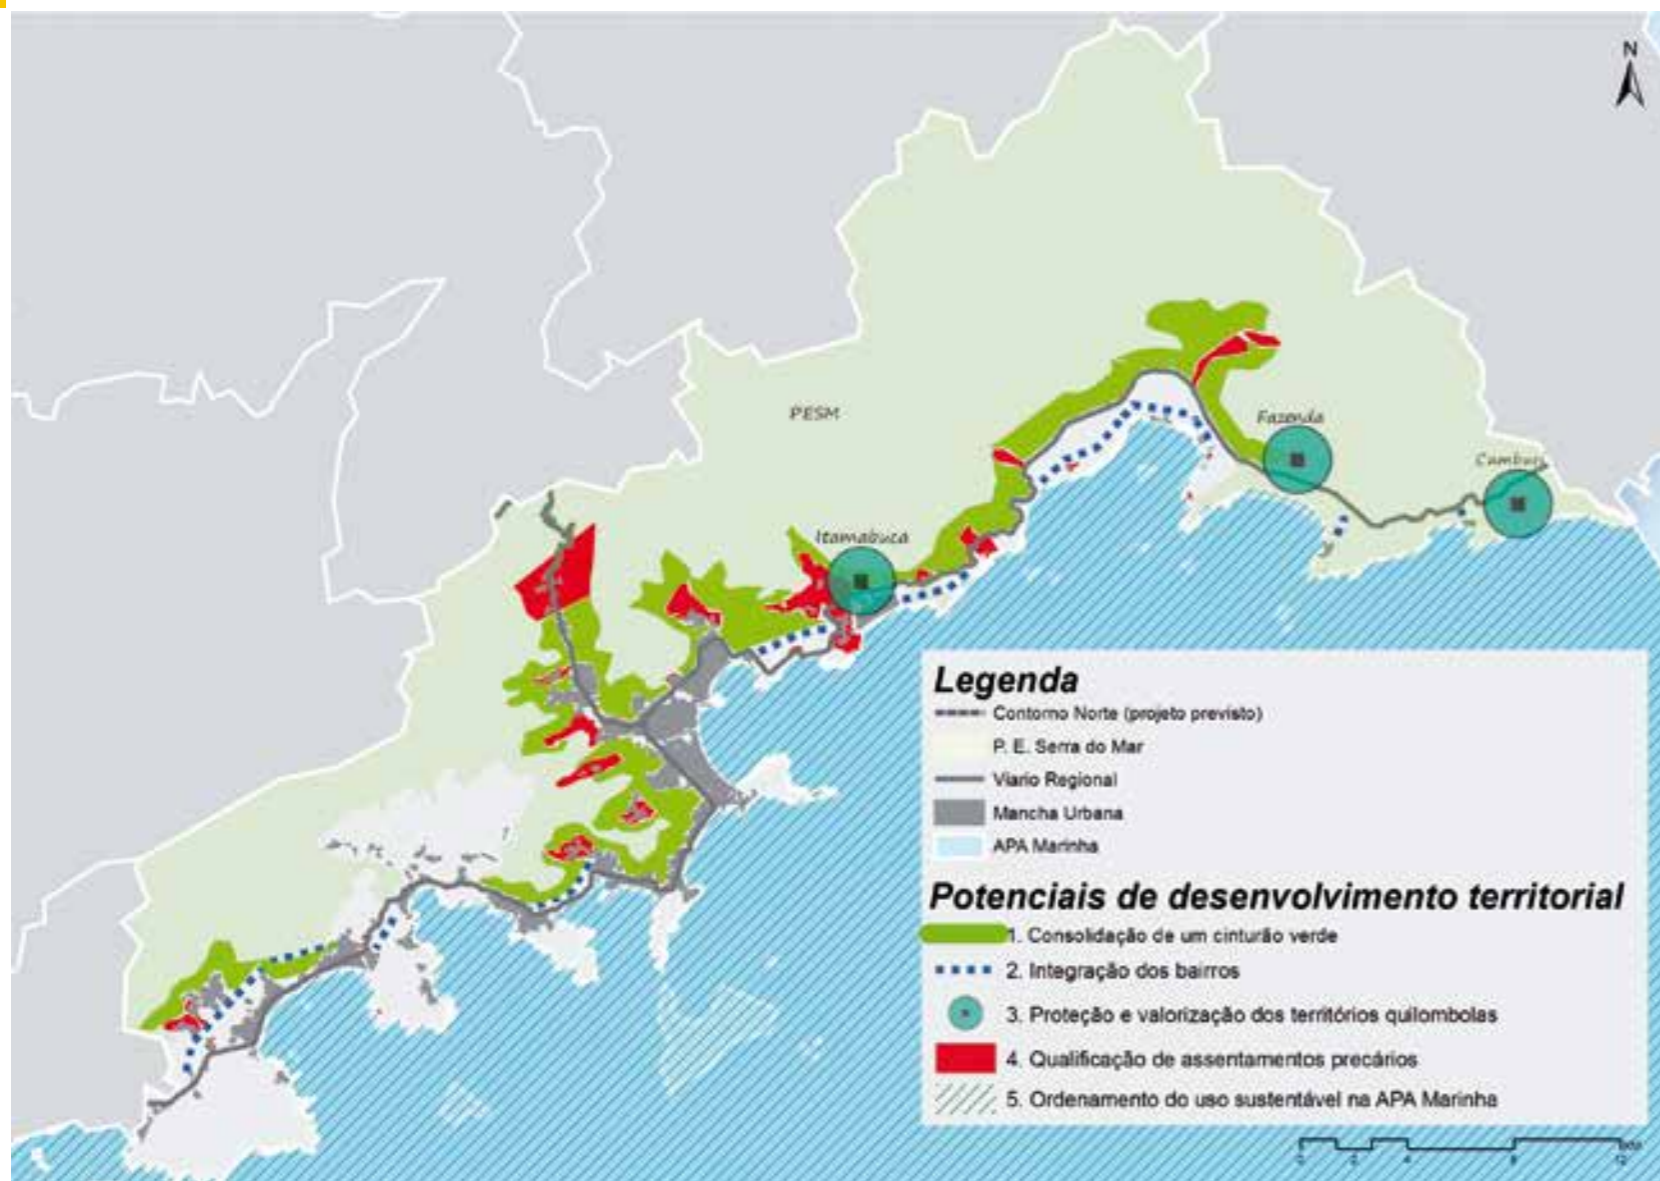 N
PESM
Fazenda
Itamabuca
Legenda
Contorno Norte (projeto previsto)
P. E. Serra do Mar
Viario Regional
Mancha Urbana
APA Marinha
Potenciais de desenvolvimento territorial
1. Consolidação de um cinturão verde
2. Integração dos bairros
3. Proteção e valorização dos territórios quilombolas
4. Qualificação de assentamentos precários
5. Ordenamento do uso sustentável na APA Marinha